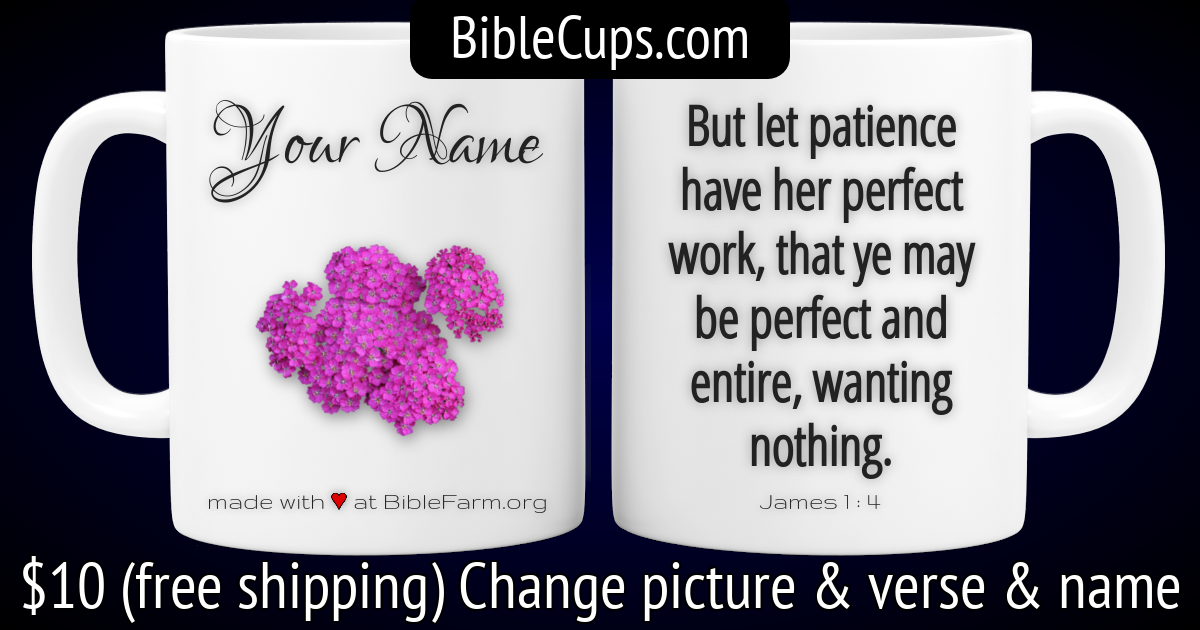 BibleCups.com
Your Name
made with ♥ at BibleFarm.org
But let patience
have her perfect
work, that ye may
be perfect and
entire, wanting
nothing.
James 1 : 4
$10 (free shipping) Change picture & verse & name